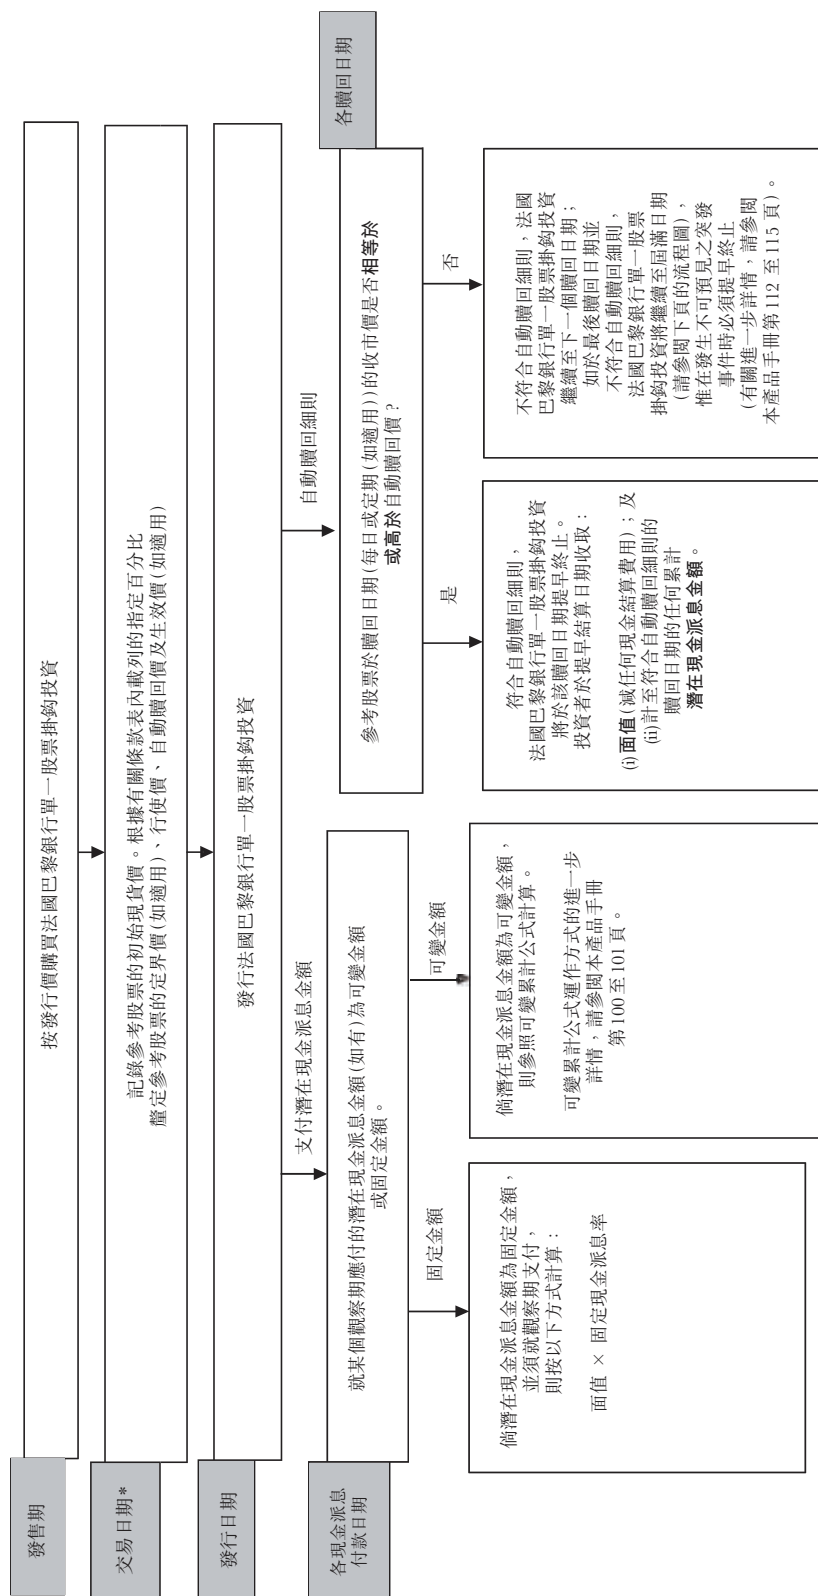 發售期
按發行價購買法國巴黎銀行單一股票掛鈎投資
交易日期*
記錄參考股票的初始現貨價。根據有關條款表內載列的指定百分比
釐定參考股票的定界價(如適用)、行使價、自動贖回價及生效價(如適用)
發行日期
發行法國巴黎銀行單一股票掛鈎投資
支付潛在現金派息金額
自動贖回細則
各現金派息
付款日期
就某個觀察期應付的潛在現金派息金額(如有)為可變金額
或固定金額。
固定金額
可變金額
倘潛在現金派息金額為固定金額，
並須就觀察期支付，
則按以下方式計算：
面值 × 固定現金派息率
倘潛在現金派息金額為可變金額，
則參照可變累計公式計算。
可變累計公式運作方式的進一步
詳情，請參閱本產品手冊
第100至101頁。
各贖回日期
參考股票於贖回日期(每日或定期(如適用))的收市價是否相等於
或高於自動贖回價？
是
否
符合自動贖回細則，
法國巴黎銀行單一股票掛鈎投資
將於該贖回日期提早終止。
投資者於提早結算日期收取：
(i)面值(減任何現金結算費用)；及
(ii)計至符合自動贖回細則的
贖回日期的任何累計
潛在現金派息金額。
不符合自動贖回細則，法國
巴黎銀行單一股票掛鈎投資
繼續至下一個贖回日期；
如於最後贖回日期並
不符合自動贖回細則，
法國巴黎銀行單一股票
掛鈎投資將繼續至屆滿日期
(請參閱下頁的流程圖)，
惟在發生不可預見之突發
事件時必須提早終止
(有關進一步詳情，請參閱
本產品手冊第112至115頁)。